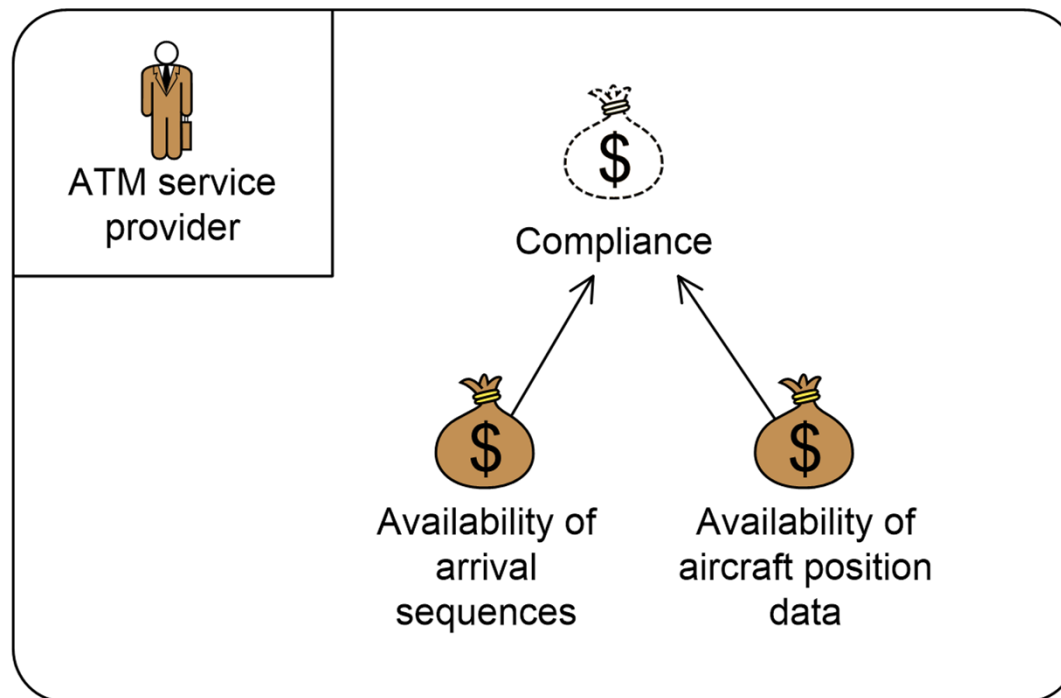 ATM service
provider
$
Compliance
$
$
Availability of
arrival
sequences
Availability of
aircraft position
data